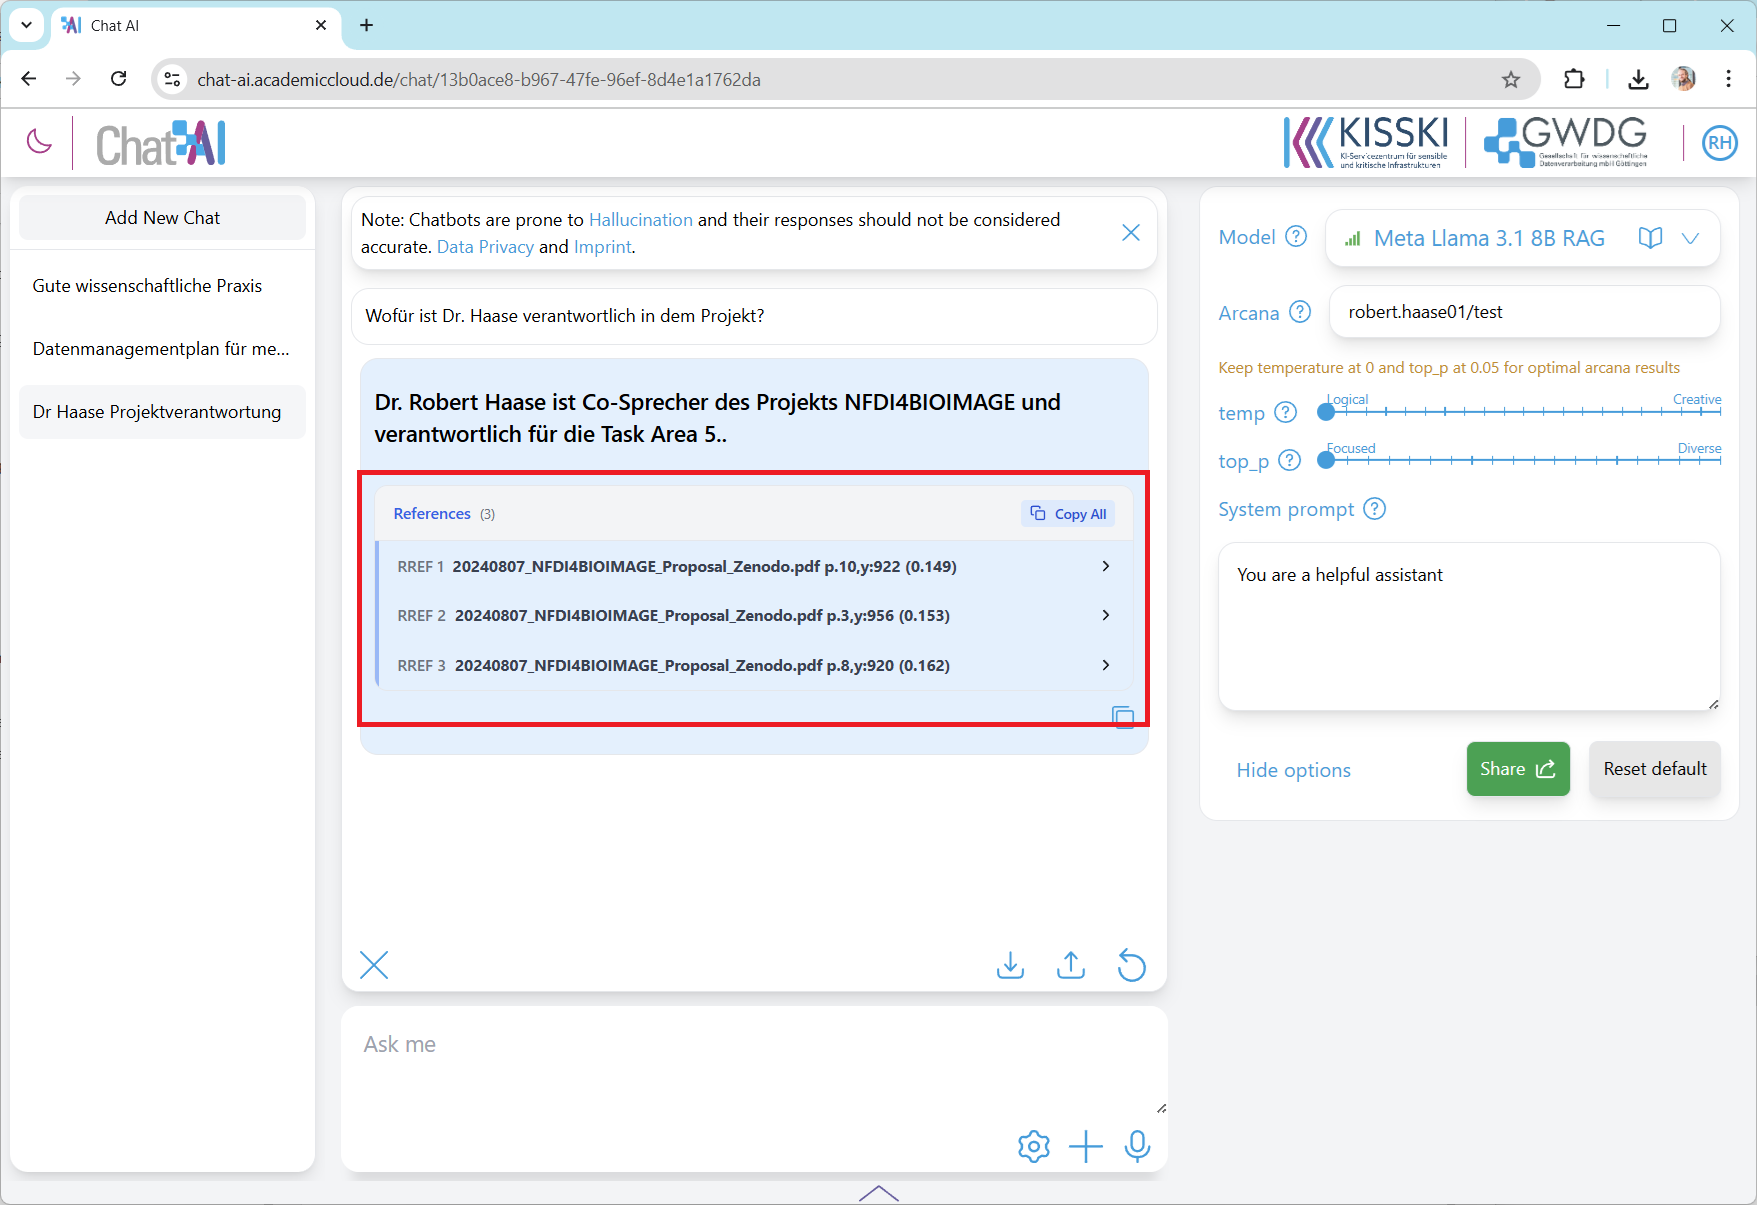 Chat AI
chat-ai.academiccloud.de/chat/13b0ace8-b967-47fe-96ef-8d4e1a1762da
Chat AI
KISSKI
KI-Servicezentrum für sensible
und kritische Infrastrukturen
GWDG
Gesellschaft für wissenschaftliche
Datenverarbeitung mbH Göttingen
RH
Add New Chat
Gute wissenschaftliche Praxis
Datenmanagementplan für me...
Dr Haase Projektverantwortung
Note: Chatbots are prone to Hallucination and their responses should not be considered
accurate. Data Privacy and Imprint.
Wofür ist Dr. Haase verantwortlich in dem Projekt?
Dr. Robert Haase ist Co-Sprecher des Projekts NFDI4BIOIMAGE und
verantwortlich für die Task Area 5..
References (3)
Copy All
RREF 1 20240807_NFDI4BIOIMAGE_Proposal_Zenodo.pdf p.10,y:922 (0.149)
RREF 2 20240807_NFDI4BIOIMAGE_Proposal_Zenodo.pdf p.3,y:956 (0.153)
RREF 3 20240807_NFDI4BIOIMAGE_Proposal_Zenodo.pdf p.8,y:920 (0.162)
Ask me
Model ? Meta Llama 3.1 8B RAG
Arcana ? robert.haase01/test
Keep temperature at 0 and top_p at 0.05 for optimal arcana results
Logical Creative
temp ?
Focused Diverse
top_p ?
System prompt ?
You are a helpful assistant
Hide options
Share
Reset default